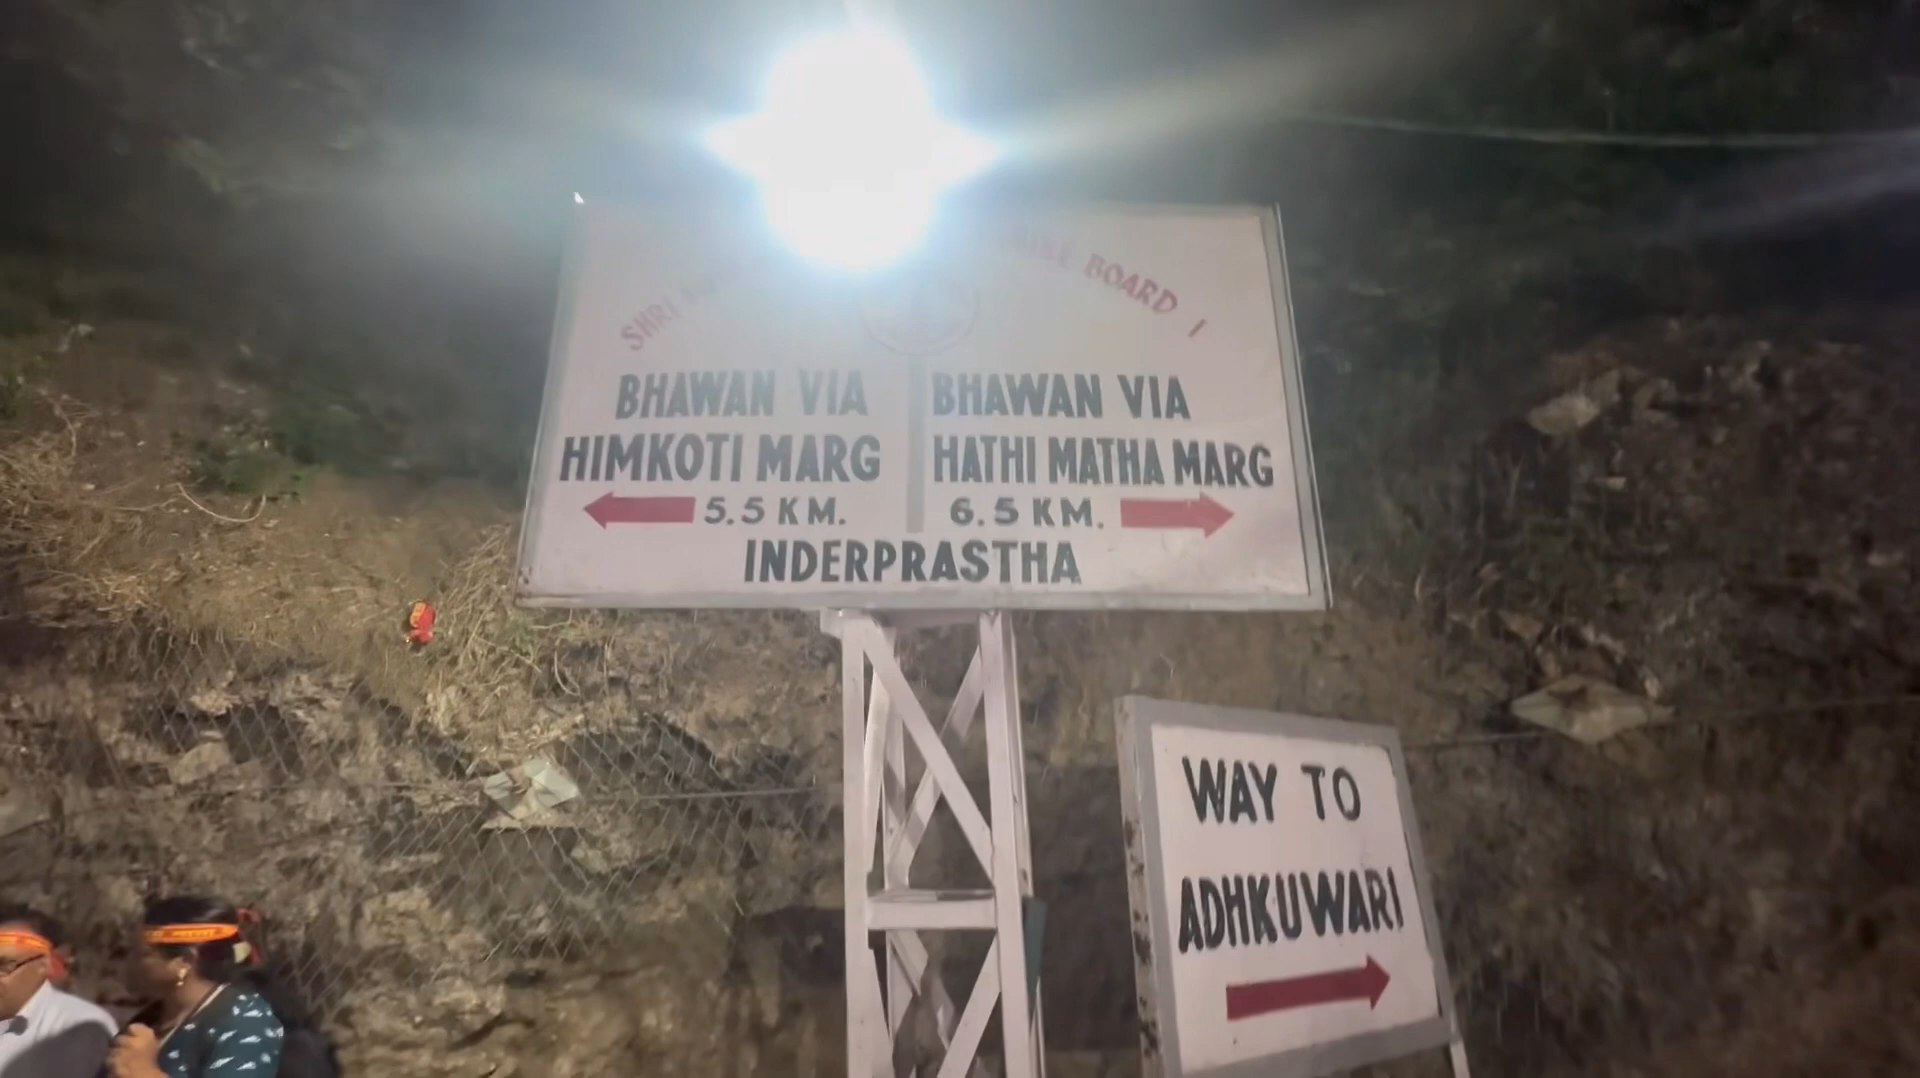 SHRI
BOARD
BHAWAN VIA
HIMKOTI MARG
5.5 KM.
BHAWAN VIA
HATHI MATHA MARG
6.5 KM.
INDERPRASTHA
WAY TO
ADHKUWARI